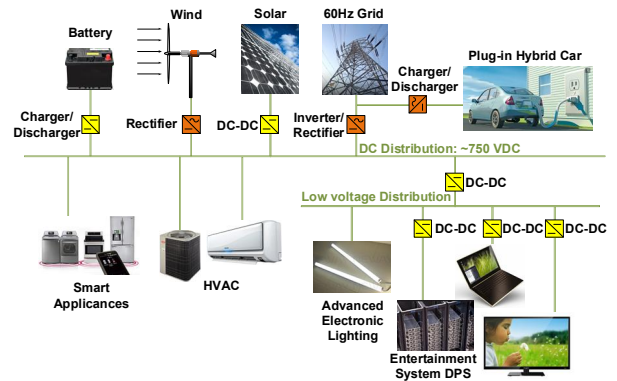 Battery
Wind
Solar
60Hz Grid
Plug-in Hybrid Car
Charger/
Discharger
Charger/
Discharger
Rectifier
DC-DC
Inverter/
Rectifier
DC Distribution: ~750 VDC
DC-DC
Low voltage Distribution
DC-DC
DC-DC
DC-DC
Smart
Applicances
HVAC
Advanced
Electronic
Lighting
Entertainment
System DPS